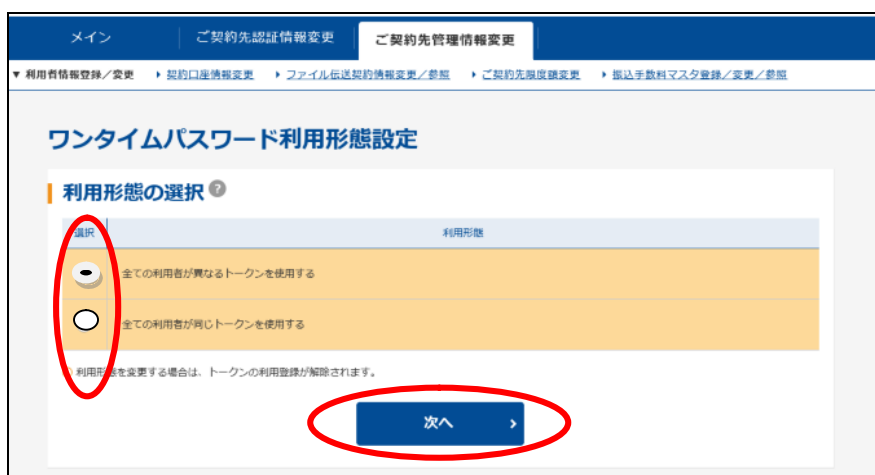 メイン ご契約先認証情報変更 ご契約先管理情報変更
▼ 利用者情報登録／変更 ▶ 契約口座情報変更 ▶ ファイル伝送契約情報変更／参照 ▶ ご契約先限度額変更 ▶ 振込手数料マスタ登録／変更／参照
ワンタイムパスワード利用形態設定
利用形態の選択 ?
選択 利用形態
全ての利用者が異なるトークンを使用する
全ての利用者が同じトークンを使用する
利用形態を変更する場合は、トークンの利用登録が解除されます。
次へ ›